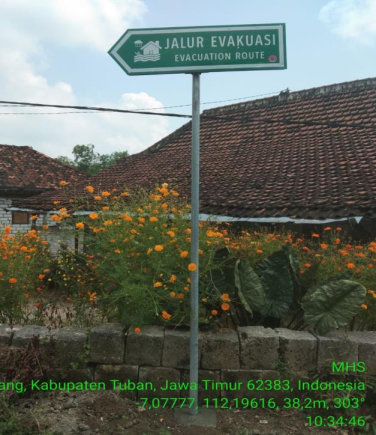 JALUR EVAKUASI
EVACUATION ROUTE
MHS
ang, Kabupaten Tuban, Jawa Timur 62383, Indonesia
7,07777, 112,19616, 38,2m, 303°
10:34:46